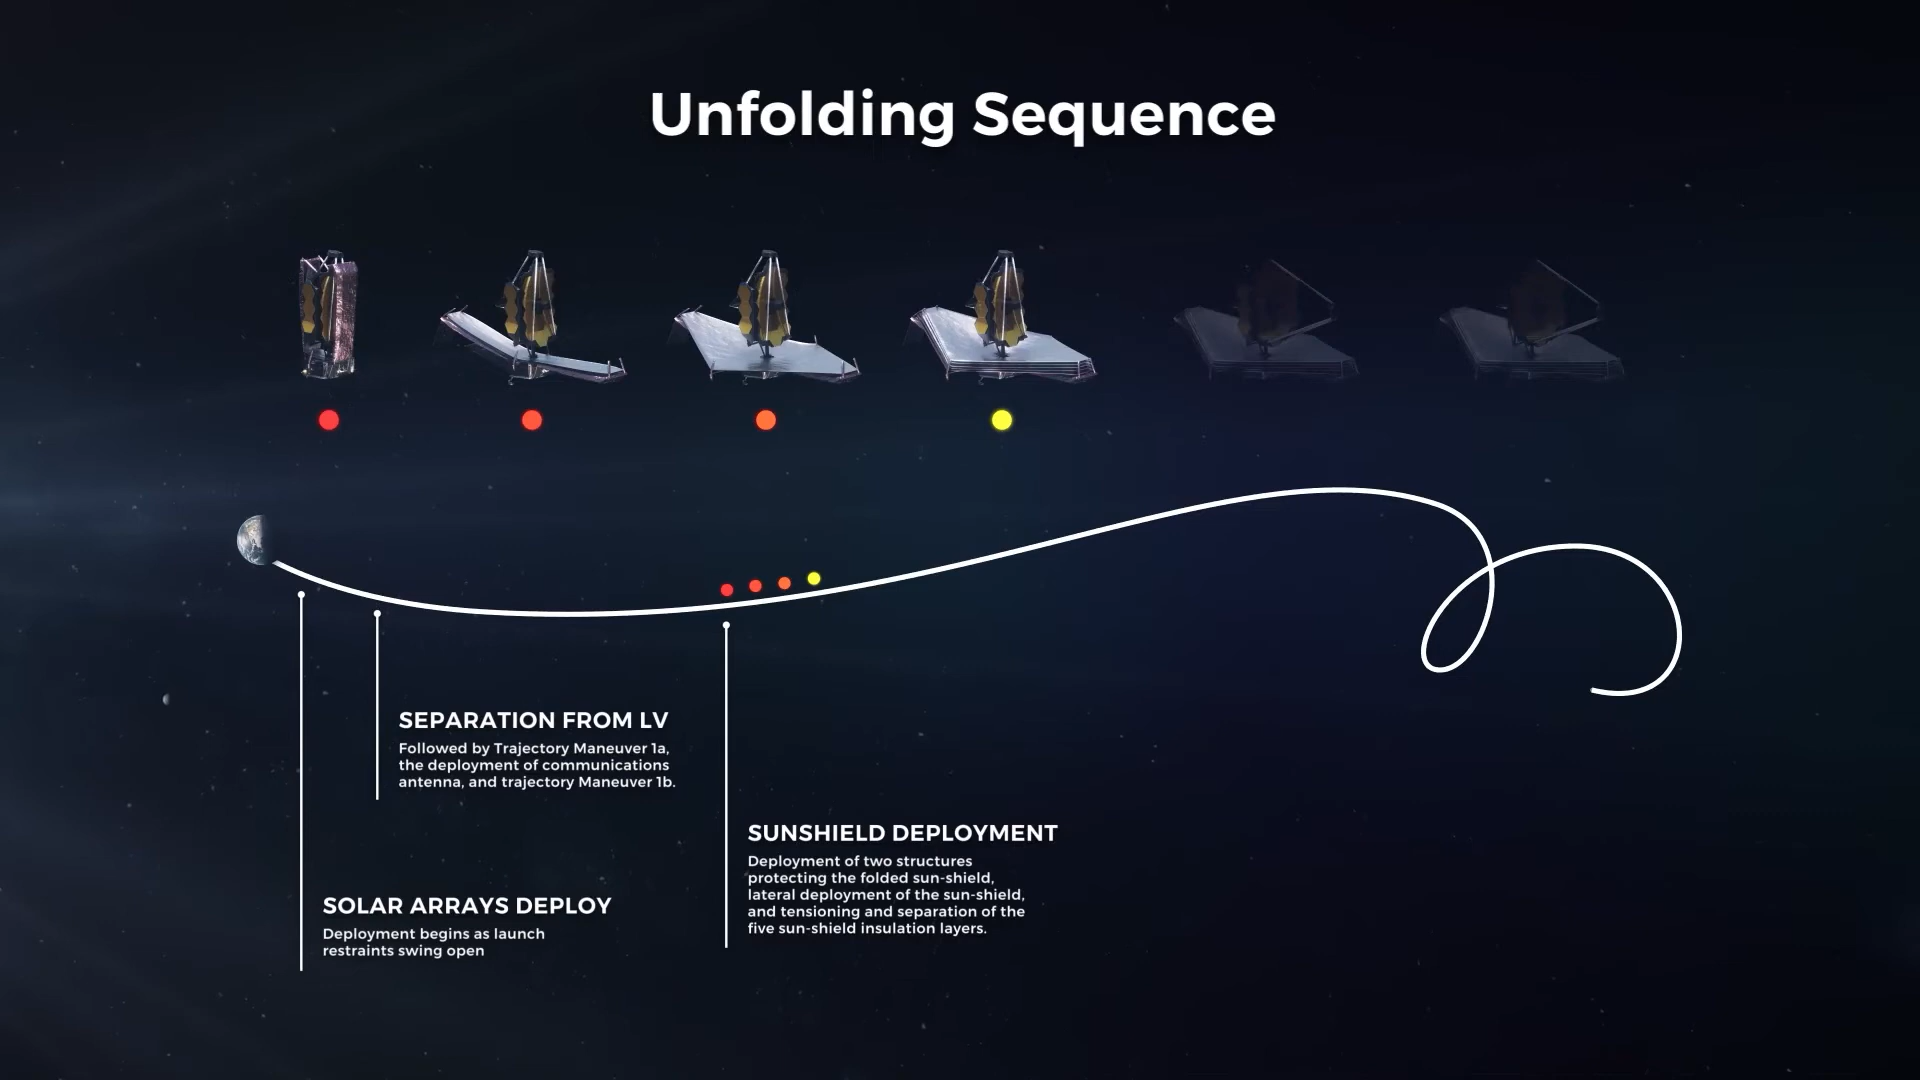 Unfolding Sequence
SEPARATION FROM LV
Followed by Trajectory Maneuver 1a,
the deployment of communications
antenna, and trajectory Maneuver 1b.
SUNSHIELD DEPLOYMENT
Deployment of two structures
protecting the folded sun-shield,
lateral deployment of the sun-shield,
and tensioning and separation of the
five sun-shield insulation layers.
SOLAR ARRAYS DEPLOY
Deployment begins as launch
restraints swing open